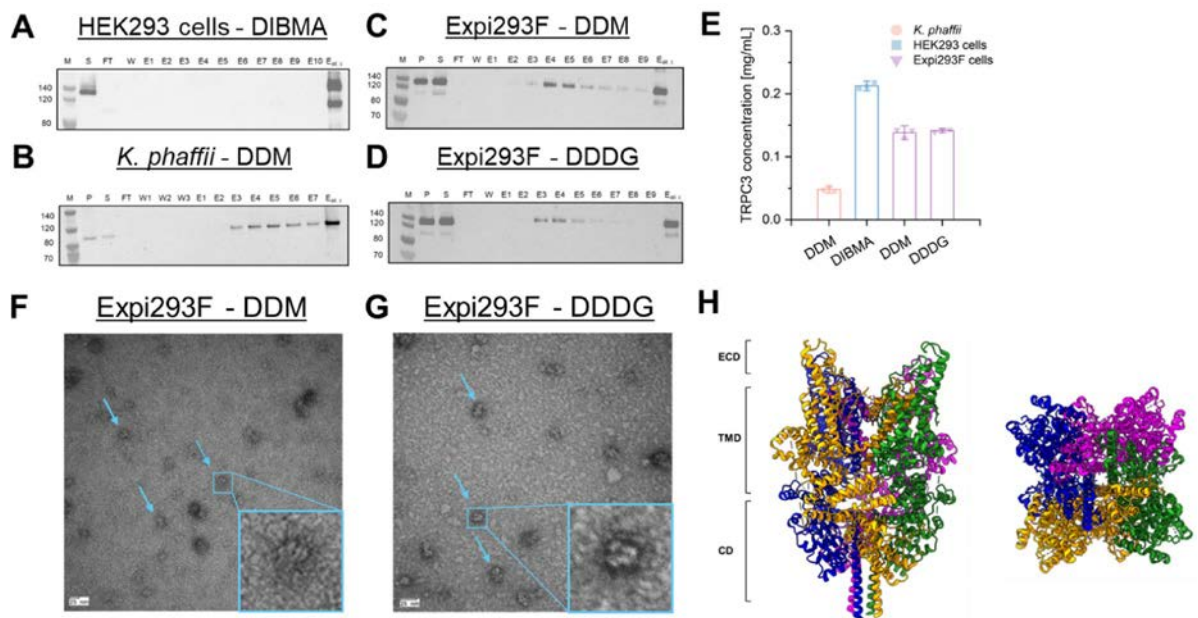 A
HEK293 cells - DIBMA
M S FT W E1 E2 E3 E4 E5 E6 E7 E8 E9 E10
140
120
80
B
K. phaffii - DDM
M P S FT W1 W2 W3 E1 E2 E3 E4 E5 E6 E7
140
120
80
70
C
Expi293F - DDM
M P S FT W E1 E2 E3 E4 E5 E6 E7 E8 E9
140
120
80
70
D
Expi293F - DDDG
M P S FT W E1 E2 E3 E4 E5 E6 E7 E8 E9
140
120
80
70
E
K. phaffii
HEK293 cells
Expi293F cells
TRPC3 concentration [mg/mL]
0.3
0.2
0.1
0.0
DDM DIBMA DDM DDDG
F
Expi293F - DDM
G
Expi293F - DDDG
H
ECD
TMD
CD